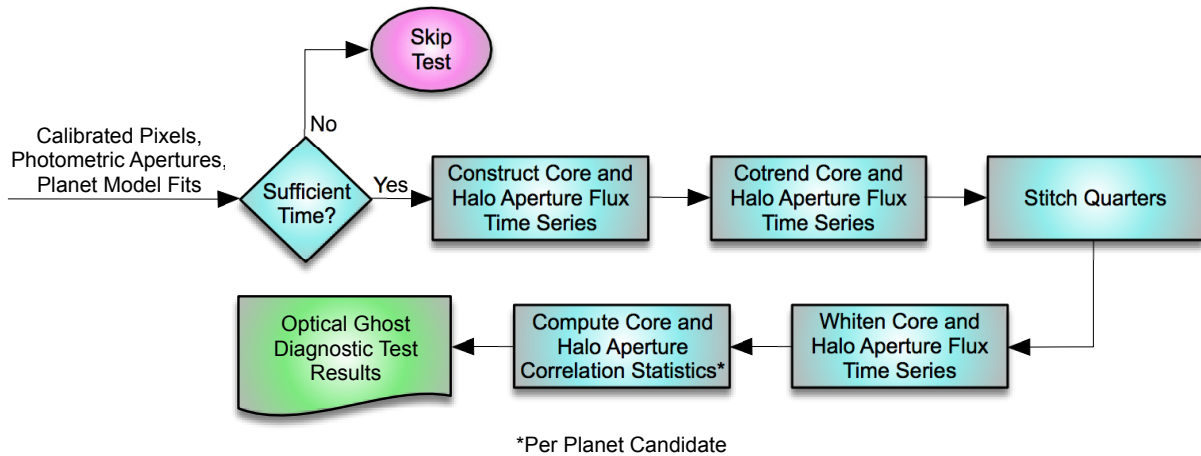 Skip
Test
No
Calibrated Pixels,
Photometric Apertures,
Planet Model Fits
Sufficient
Time?
Yes
Construct Core and
Halo Aperture Flux
Time Series
Cotrend Core and
Halo Aperture Flux
Time Series
Stitch Quarters
Whiten Core and
Halo Aperture Flux
Time Series
Compute Core and
Halo Aperture
Correlation Statistics*
Optical Ghost
Diagnostic Test
Results
*Per Planet Candidate